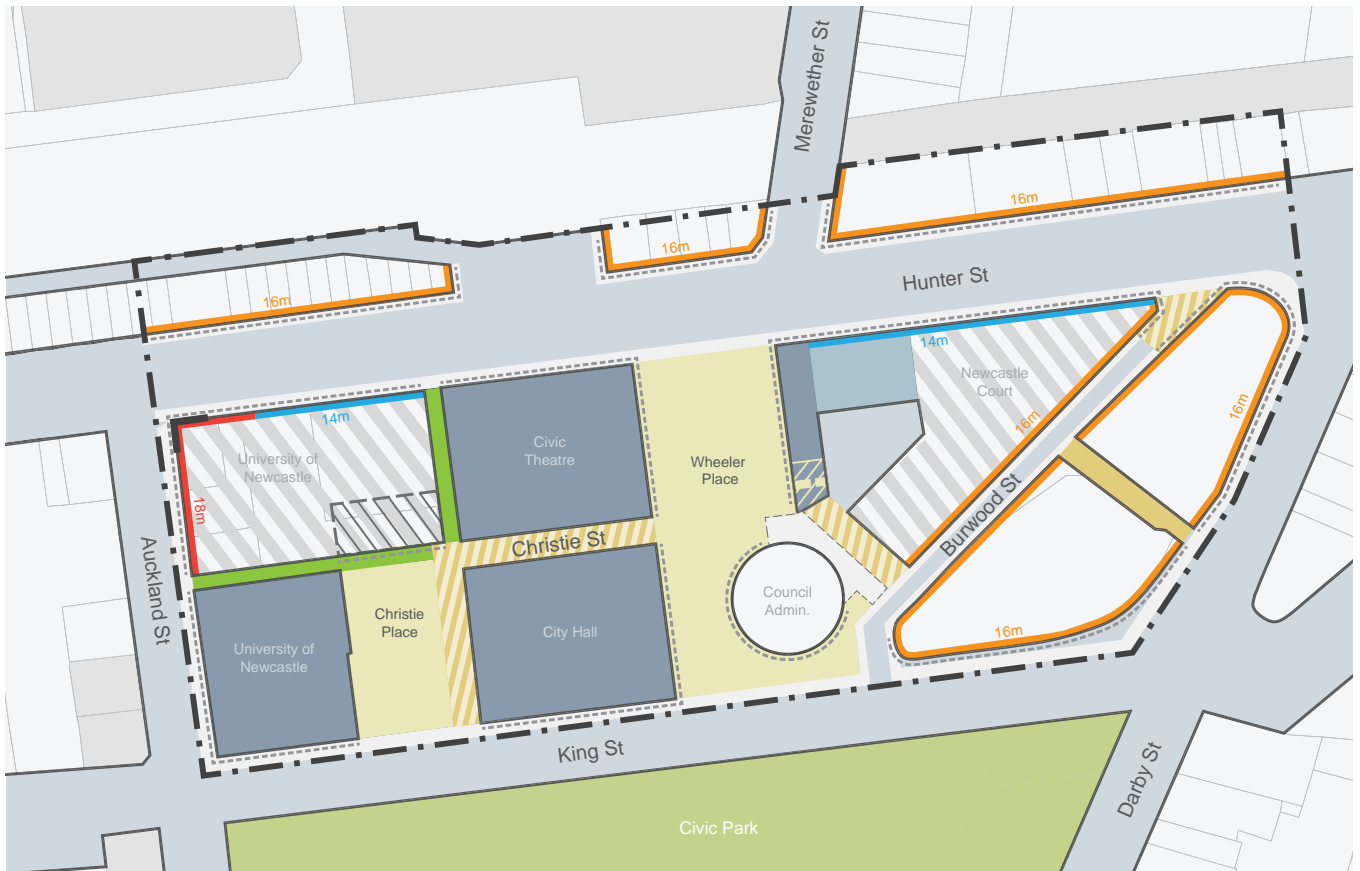 Merewether St
16m
16m
16m
Hunter St
14m
Newcastle
Court
16m
16m
14m
University of
Newcastle
18m
Civic
Theatre
Wheeler
Place
Christie St
Burwood St
Auckland St
Christie
Place
Council
Admin.
City Hall
University of
Newcastle
16m
King St
Darby St
Civic Park